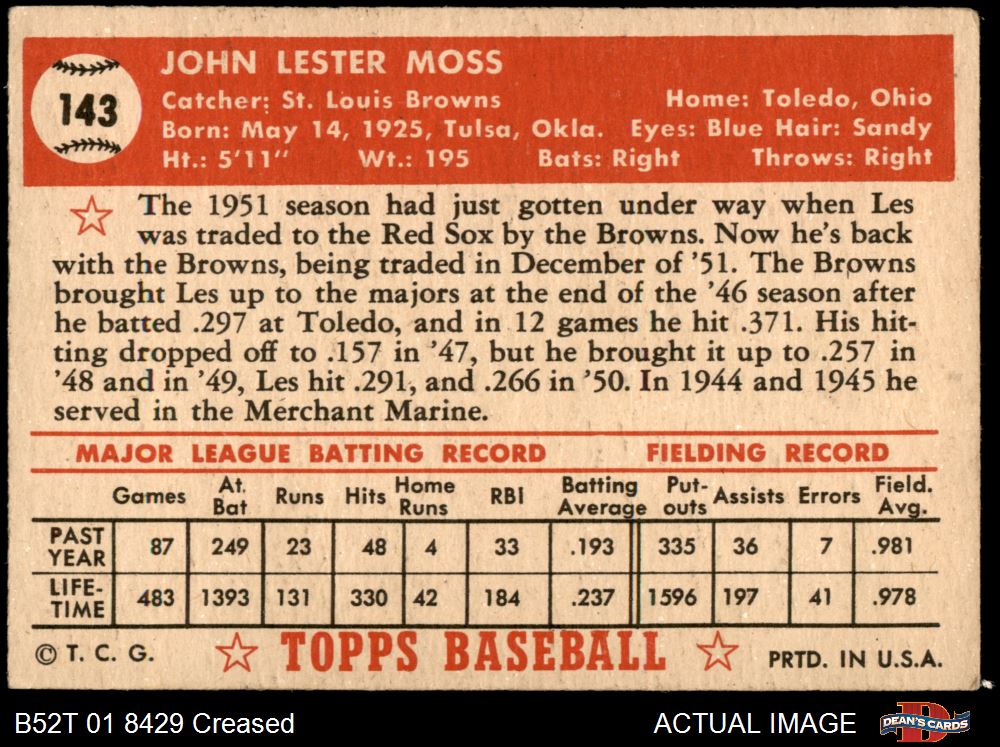 143
JOHN LESTER MOSS
Catcher: St. Louis Browns Home: Toledo, Ohio
Born: May 14, 1925, Tulsa, Okla. Eyes: Blue Hair: Sandy
Ht.: 5'11" Wt.: 195 Bats: Right Throws: Right
The 1951 season had just gotten under way when Les
was traded to the Red Sox by the Browns. Now he's back
with the Browns, being traded in December of '51. The Browns
brought Les up to the majors at the end of the '46 season after
he batted .297 at Toledo, and in 12 games he hit .371. His hit-
ting dropped off to .157 in '47, but he brought it up to .257 in
'48 and in '49, Les hit .291, and .266 in '50. In 1944 and 1945 he
served in the Merchant Marine.
MAJOR LEAGUE BATTING RECORD FIELDING RECORD
Games At Bat Runs Hits Home Runs RBI Batting Average Put-outs Assists Errors Field. Avg.
PAST YEAR 87 249 23 48 4 33 .193 335 36 7 .981
LIFE-TIME 483 1393 131 330 42 184 .237 1596 197 41 .978
© T. C. G. TOPPS BASEBALL PRTD. IN U.S.A.
B52T 01 8429 Creased ACTUAL IMAGE DEAN'S CARDS